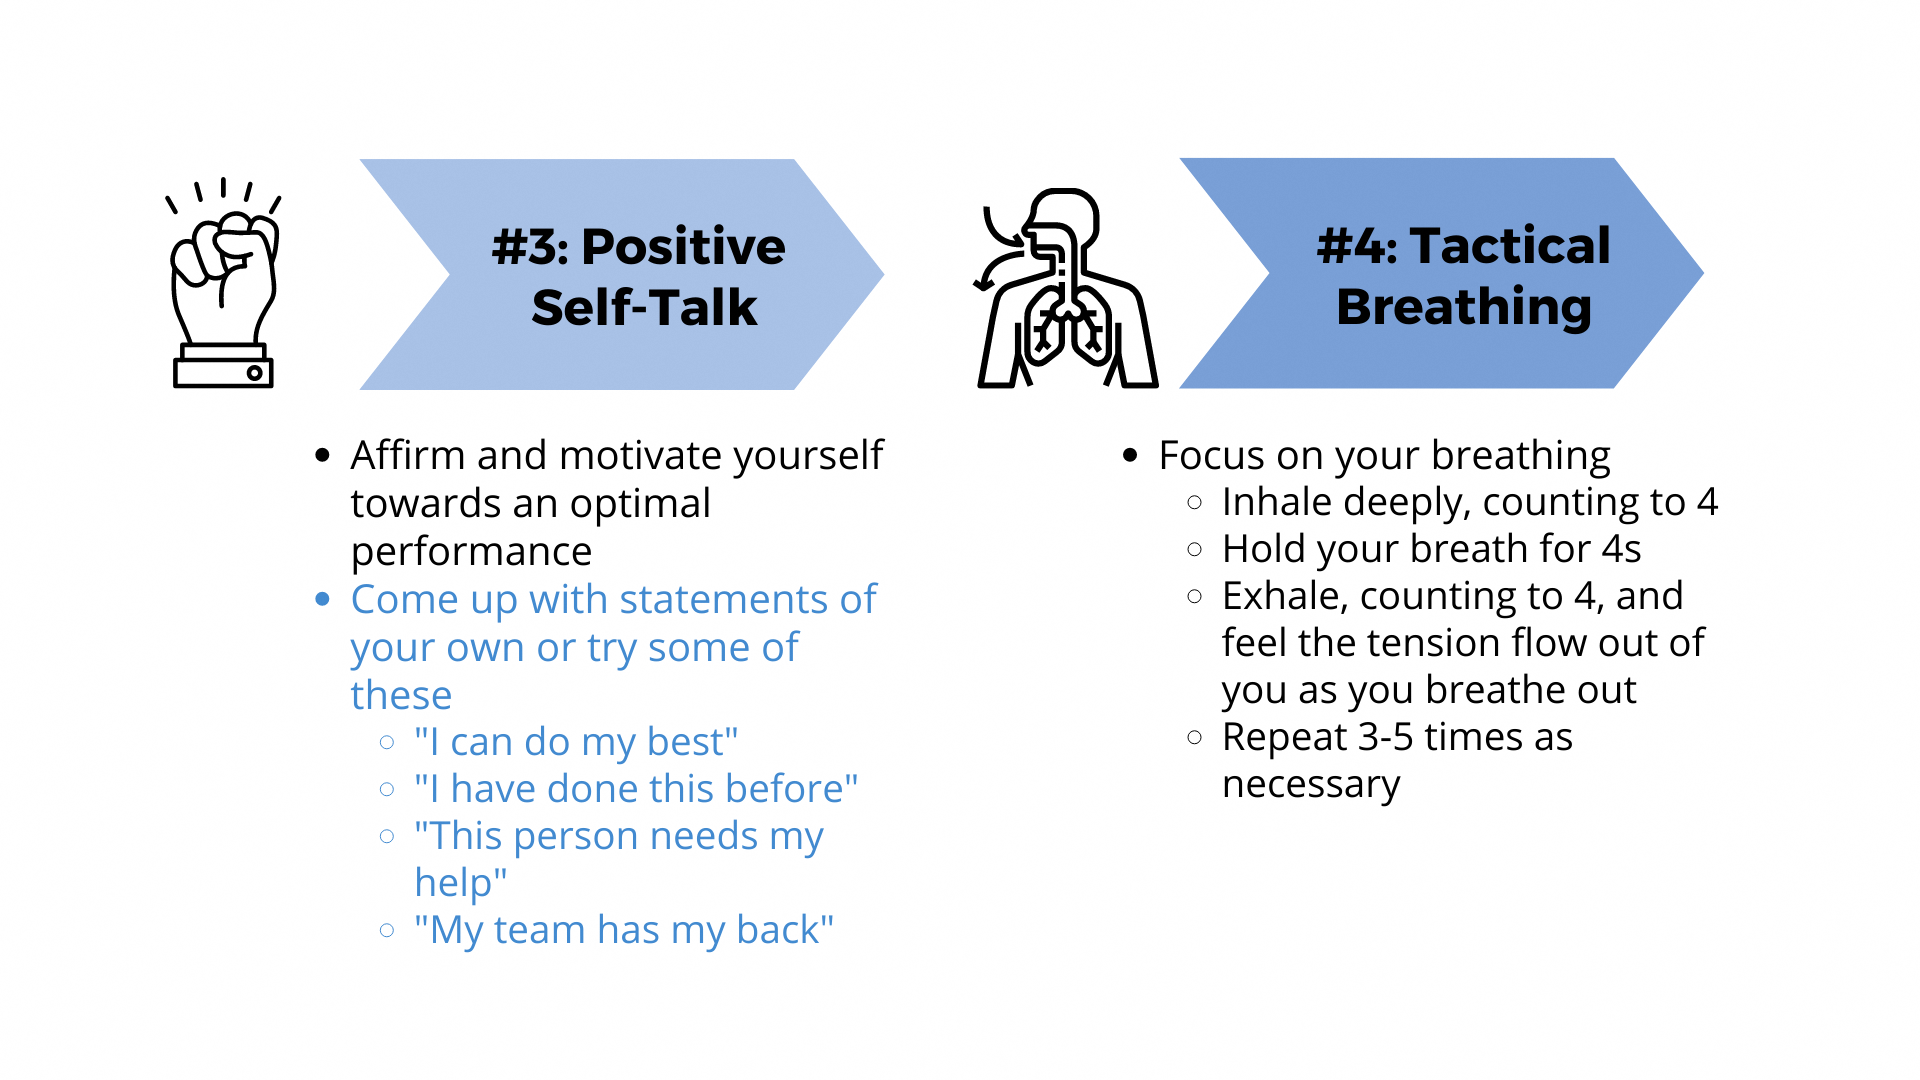 #3: Positive
Self-Talk
Affirm and motivate yourself
towards an optimal
performance
Come up with statements of
your own or try some of
these
"I can do my best"
"I have done this before"
"This person needs my
help"
"My team has my back"
#4: Tactical
Breathing
Focus on your breathing
Inhale deeply, counting to 4
Hold your breath for 4s
Exhale, counting to 4, and
feel the tension flow out of
you as you breathe out
Repeat 3-5 times as
necessary